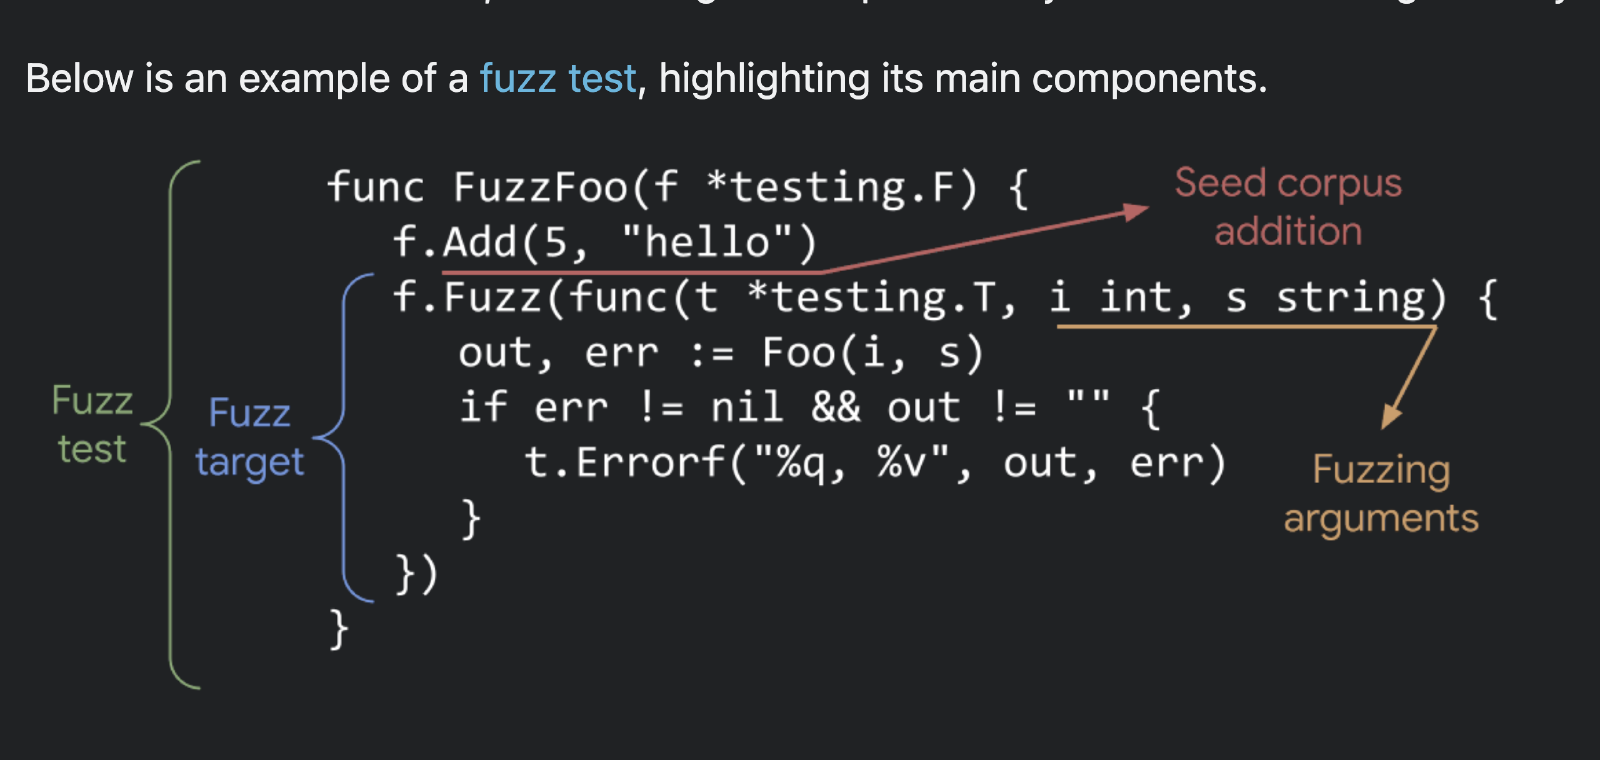 Below is an example of a fuzz test, highlighting its main components.
func FuzzFoo(f *testing.F) {
f.Add(5, "hello")
f.Fuzz(func(t *testing.T, i int, s string) {
out, err := Foo(i, s)
if err != nil && out != "" {
t.Errorf("%q, %v", out, err)
}
})
}
Seed corpus
addition
Fuzz
test
Fuzz
target
Fuzzing
arguments